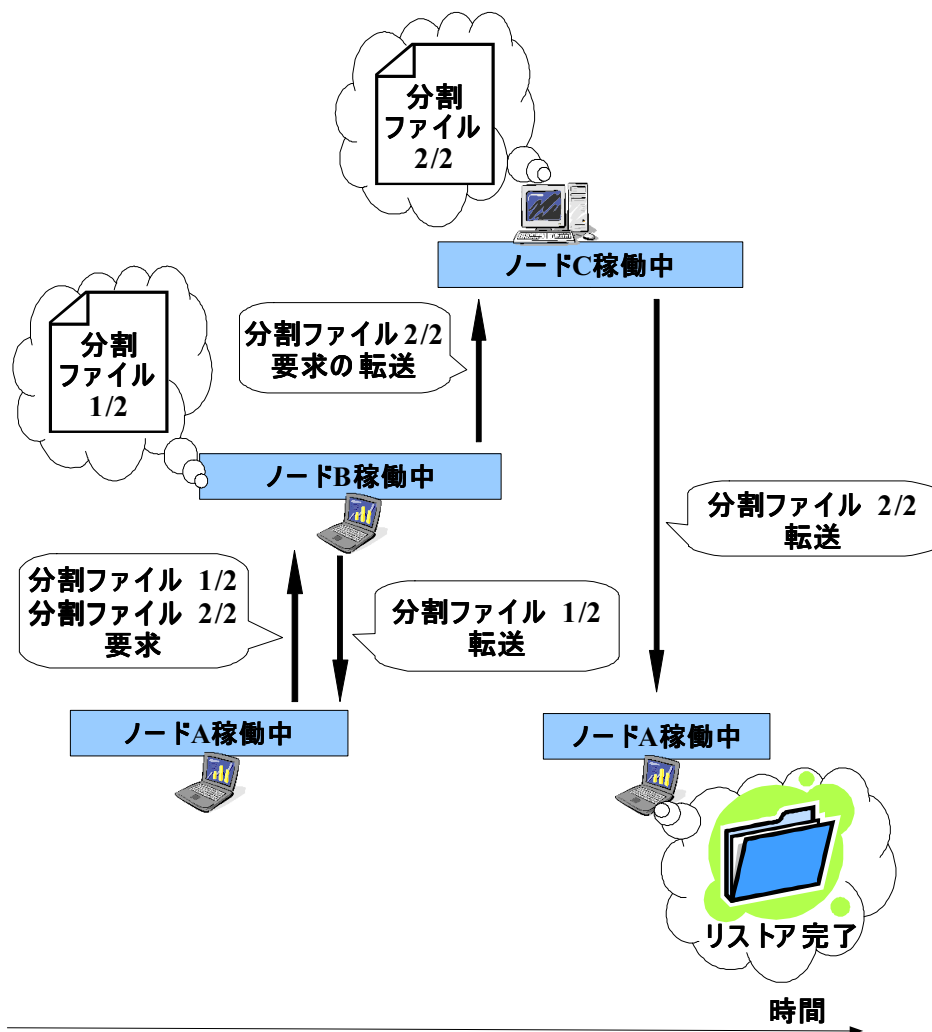 分割
ファイル
2/2
ノードC稼働中
分割ファイル 2/2
要求の転送
分割
ファイル
1/2
ノードB稼働中
分割ファイル 2/2
転送
分割ファイル 1/2
分割ファイル 2/2
要求
分割ファイル 1/2
転送
ノードA稼働中
ノードA稼働中
リストア完了
時間